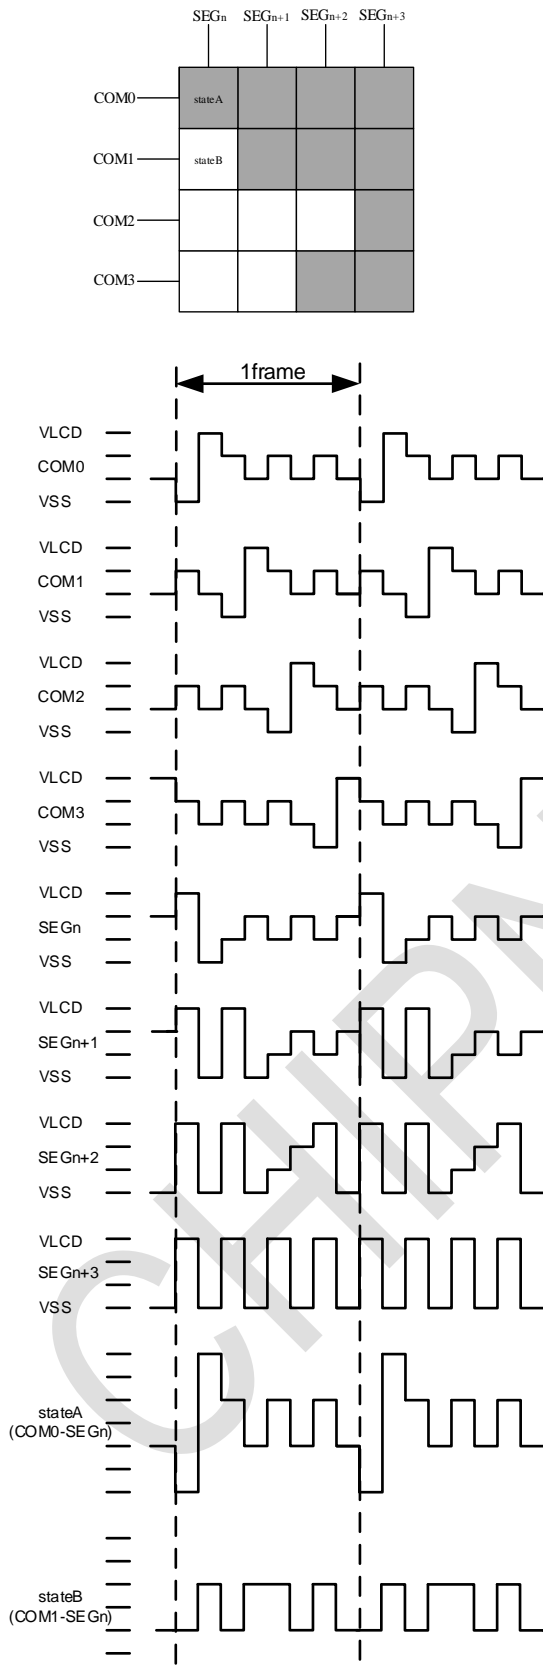 SEGn SEGn+1 SEGn+2 SEGn+3
COM0
stateA
COM1
stateB
COM2
COM3
1frame
VLCD
COM0
VSS
VLCD
COM1
VSS
VLCD
COM2
VSS
VLCD
COM3
VSS
VLCD
SEGn
VSS
VLCD
SEGn+1
VSS
VLCD
SEGn+2
VSS
VLCD
SEGn+3
VSS
stateA
(COM0-SEGn)
stateB
(COM1-SEGn)